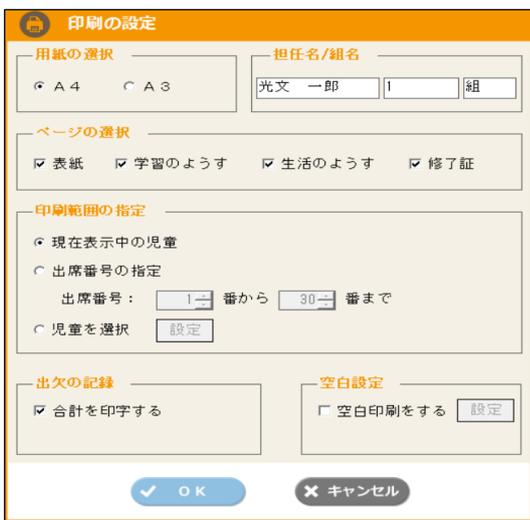 印刷の設定
用紙の選択
A4 A3
担任名/組名
光文 一郎 1 組
ページの選択
表紙 学習のようす 生活のようす 修了証
印刷範囲の指定
現在表示中の児童
出席番号の指定
出席番号： 1 番から 30 番まで
児童を選択 設定
出欠の記録
合計を印字する
空白設定
空白印刷をする 設定
OK キャンセル